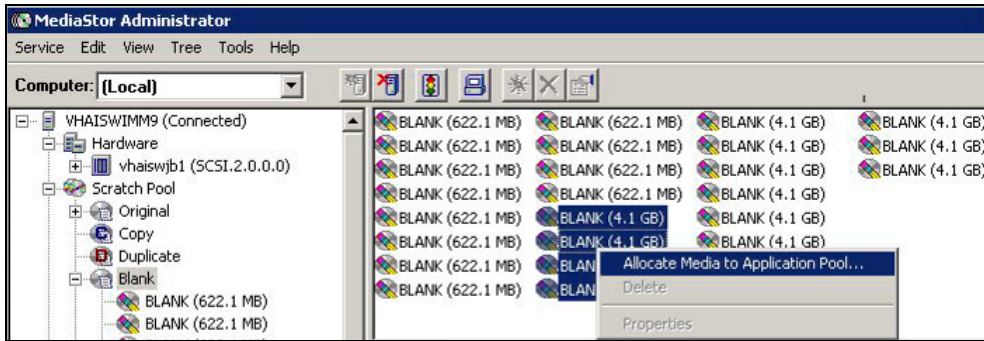 MediaStor Administrator
Service Edit View Tree Tools Help
Computer: (Local)
VHAISWIMM9 (Connected)
Hardware
vhaiswjb1 (SCSI.2.0.0.0)
Scratch Pool
Original
Copy
Duplicate
Blank
BLANK (622.1 MB)
BLANK (622.1 MB)
BLANK (622.1 MB) BLANK (622.1 MB) BLANK (4.1 GB) BLANK (4.1 GB)
BLANK (622.1 MB) BLANK (622.1 MB) BLANK (4.1 GB) BLANK (4.1 GB)
BLANK (622.1 MB) BLANK (622.1 MB) BLANK (4.1 GB) BLANK (4.1 GB)
BLANK (622.1 MB) BLANK (622.1 MB) BLANK (4.1 GB)
BLANK (622.1 MB) BLANK (4.1 GB) BLANK (4.1 GB)
BLANK (622.1 MB) BLANK (4.1 GB) BLANK (4.1 GB)
BLANK (622.1 MB) BLAN
BLANK (622.1 MB) BLAN
Allocate Media to Application Pool...
Delete
Properties